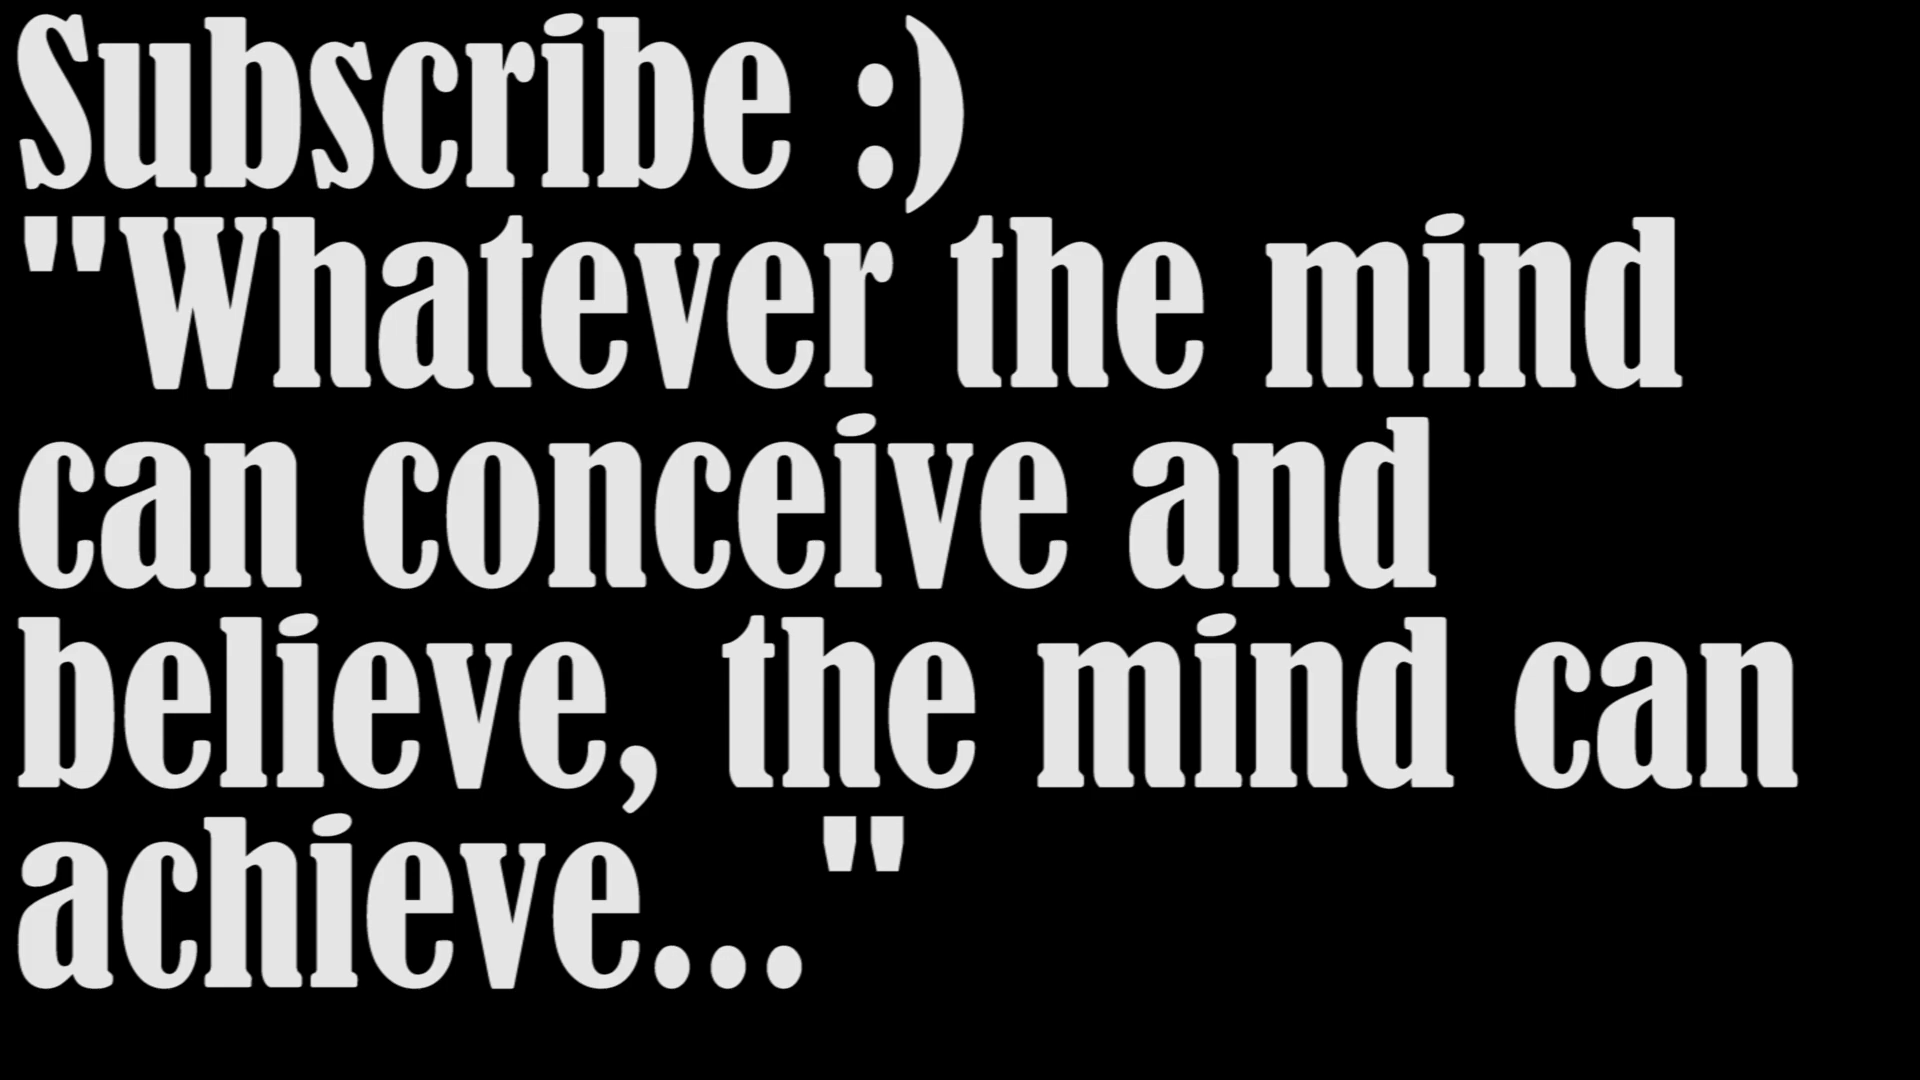 Subscribe :)
"Whatever the mind
can conceive and
believe, the mind can
achieve... "